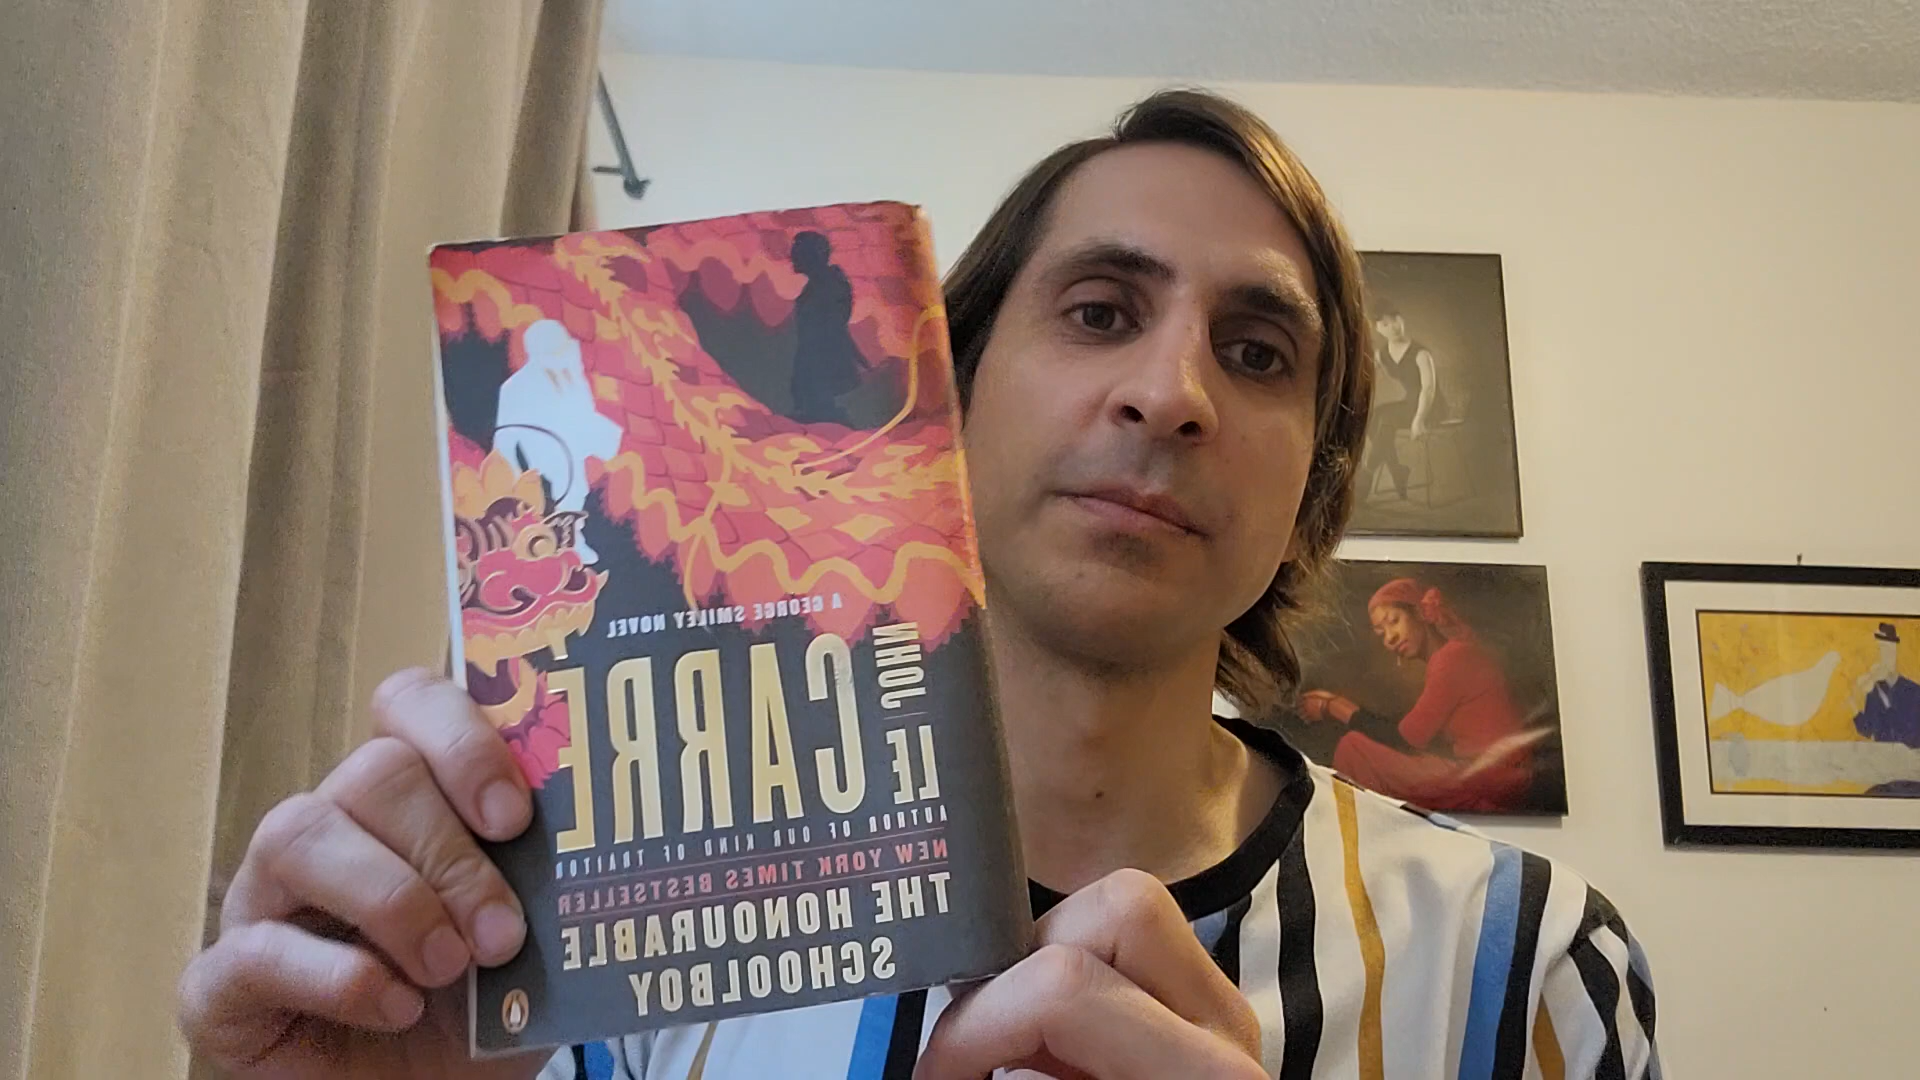 A GEORGE SMILEY NOVEL
JOHN
LE CARRÉ
AUTHOR OF OUR KIND OF TRAITOR
NEW YORK TIMES BESTSELLER
THE HONOURABLE
SCHOOLBOY